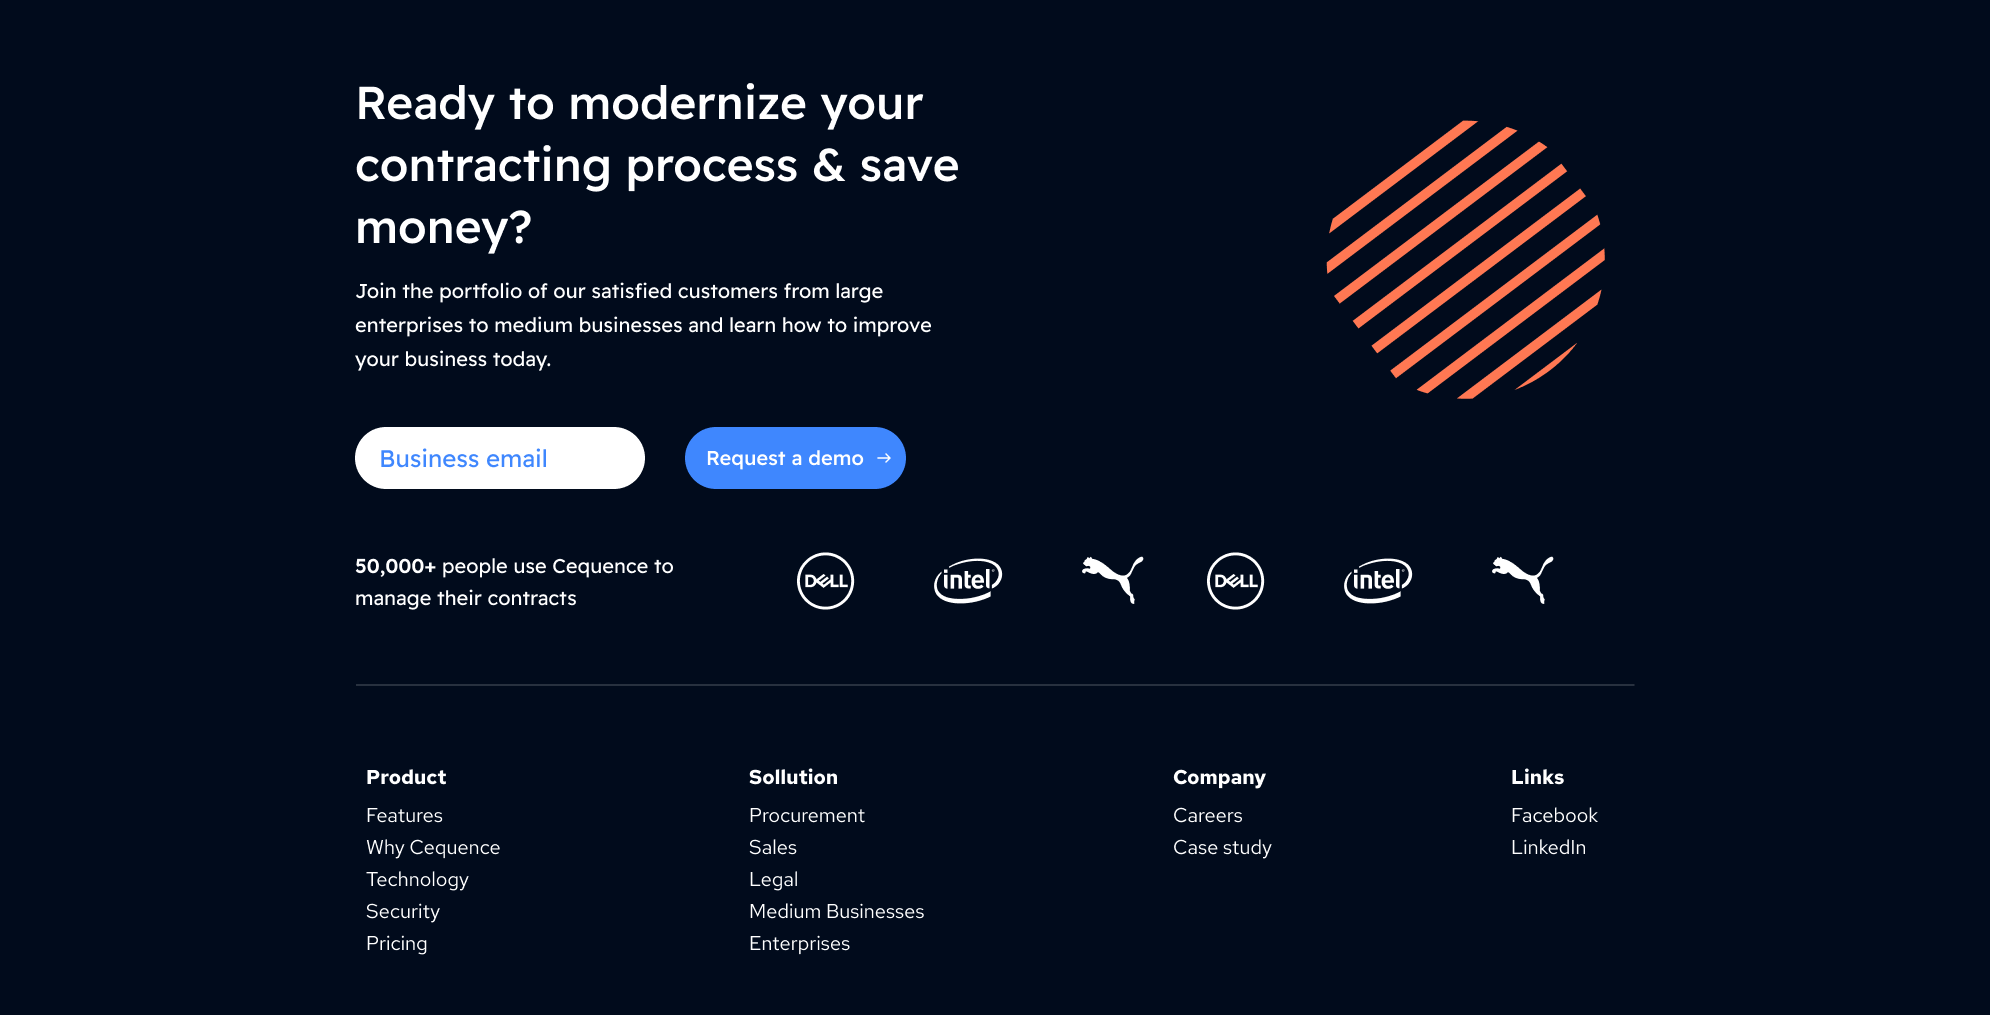 Ready to modernize your
contracting process & save
money?
Join the portfolio of our satisfied customers from large
enterprises to medium businesses and learn how to improve
your business today.
Business email
Request a demo →
50,000+ people use Cequence to
manage their contracts
DELL
intel
DELL
intel
Product
Features
Why Cequence
Technology
Security
Pricing
Sollution
Procurement
Sales
Legal
Medium Businesses
Enterprises
Company
Careers
Case study
Links
Facebook
LinkedIn